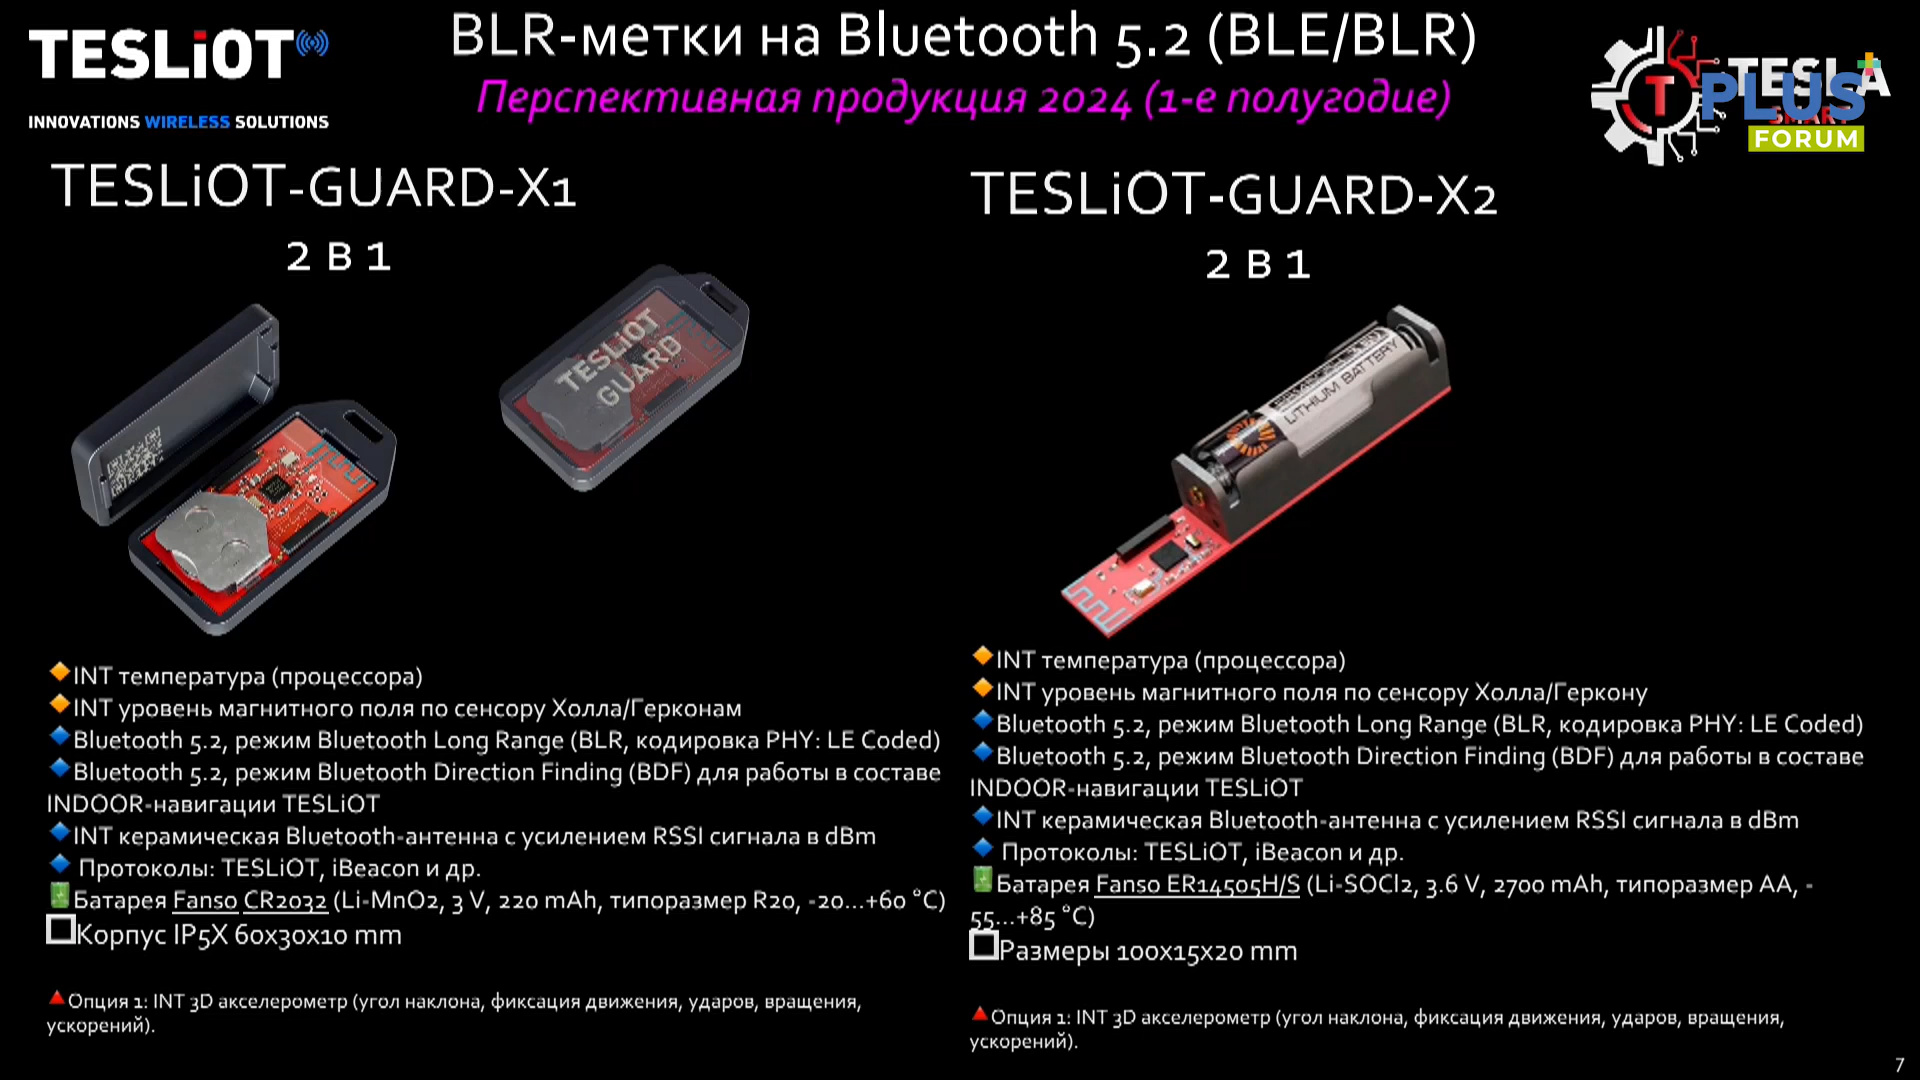 TESLiOT
INNOVATIONS WIRELESS SOLUTIONS
BLR-метки на Bluetooth 5.2 (BLE/BLR)
Перспективная продукция 2024 (1-е полугодие)
T TESLA
SMART
PLUS
FORUM
TESLiOT-GUARD-X1
2 в 1
TESLiOT
GUARD
INT температура (процессора)
INT уровень магнитного поля по сенсору Холла/Герконам
Bluetooth 5.2, режим Bluetooth Long Range (BLR, кодировка PHY: LE Coded)
Bluetooth 5.2, режим Bluetooth Direction Finding (BDF) для работы в составе
INDOOR-навигации TESLiOT
INT керамическая Bluetooth-антенна с усилением RSSI сигнала в dBm
Протоколы: TESLiOT, iBeacon и др.
Батарея Fanso CR2032 (Li-MnO2, 3 V, 220 mAh, типоразмер R20, -20...+60 °C)
Корпус IP5X 60x30x10 mm
Опция 1: INT 3D акселерометр (угол наклона, фиксация движения, ударов, вращения,
ускорений).
TESLiOT-GUARD-X2
2 в 1
LITHIUM BATTERY
INT температура (процессора)
INT уровень магнитного поля по сенсору Холла/Геркону
Bluetooth 5.2, режим Bluetooth Long Range (BLR, кодировка PHY: LE Coded)
Bluetooth 5.2, режим Bluetooth Direction Finding (BDF) для работы в составе
INDOOR-навигации TESLiOT
INT керамическая Bluetooth-антенна с усилением RSSI сигнала в dBm
Протоколы: TESLiOT, iBeacon и др.
Батарея Fanso ER14505H/S (Li-SOCl2, 3.6 V, 2700 mAh, типоразмер AA, -
55...+85 °C)
Размеры 100x15x20 mm
Опция 1: INT 3D акселерометр (угол наклона, фиксация движения, ударов, вращения,
ускорений).
7